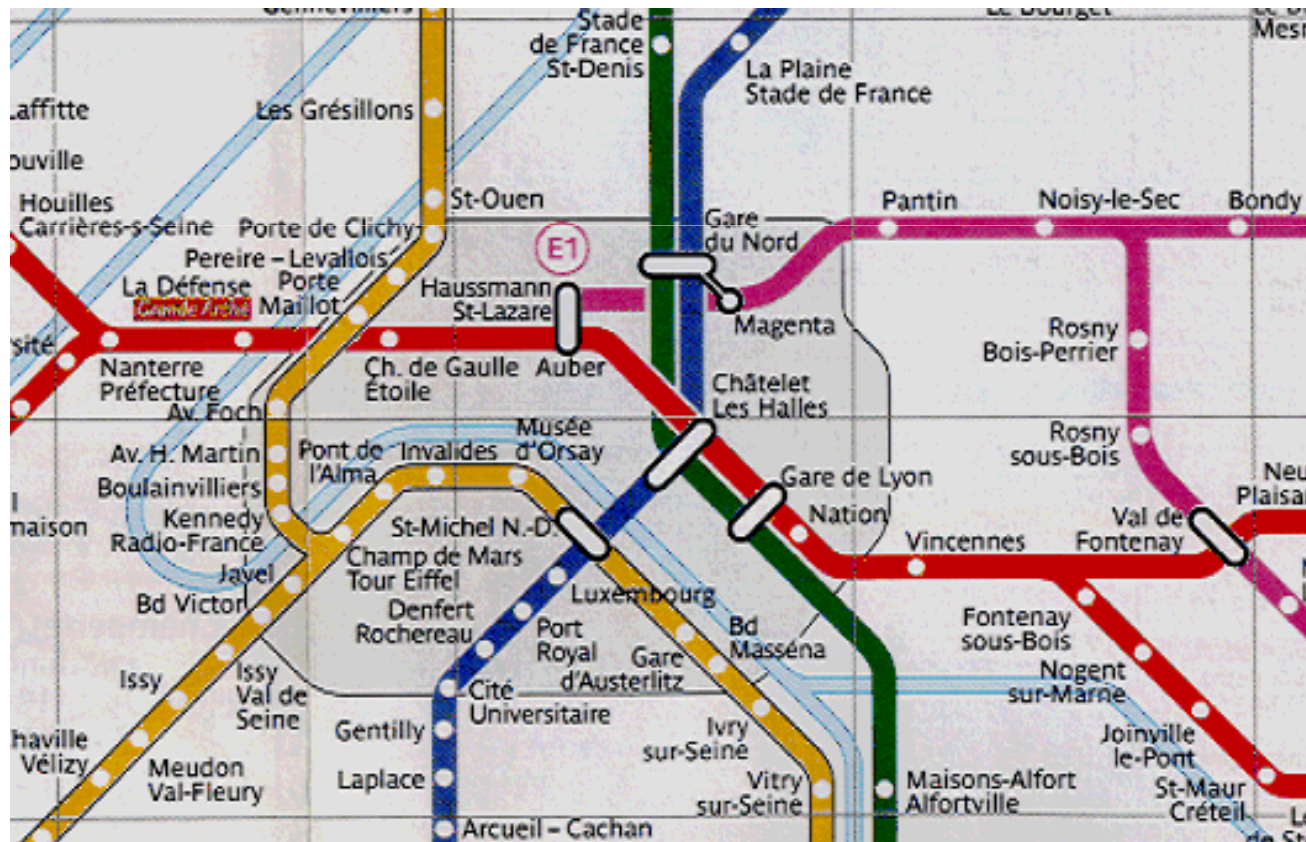 Gennevilliers
Stade
de France
St-Denis
La Plaine
Stade de France
Le Bourget
Laffitte
Les Grésillons
ouville
Houilles
Carrières-s-Seine
St-Ouen
Porte de Clichy
Pereire – Levallois
Porte
Maillot
La Défense
Grande Arche
E1
Haussmann
St-Lazare
Gare
du Nord
Magenta
Pantin
Noisy-le-Sec
Bondy
sité
Nanterre
Préfecture
Ch. de Gaulle
Étoile
Auber
Châtelet
Les Halles
Rosny
Bois-Perrier
Rosny
sous-Bois
Av. Foch
Av. H. Martin
Boulainvilliers
Kennedy
Radio-France
Pont de
l'Alma
Invalides
Musée
d'Orsay
St-Michel N.-D.
Gare de Lyon
Nation
Vincennes
Val de
Fontenay
Neu
Plaisa
maison
Champ de Mars
Tour Eiffel
Javel
Bd Victor
Luxembourg
Denfert
Rochereau
Port
Royal
Bd
Masséna
Gare
d'Austerlitz
Fontenay
sous-Bois
Nogent
sur-Marne
Issy
Issy
Val de
Seine
Cité
Universitaire
Gentilly
Ivry
sur-Seine
Joinville
le-Pont
haville
Vélizy
Meudon
Val-Fleury
Laplace
Vitry
sur-Seine
Maisons-Alfort
Alfortville
St-Maur
Créteil
Arcueil – Cachan